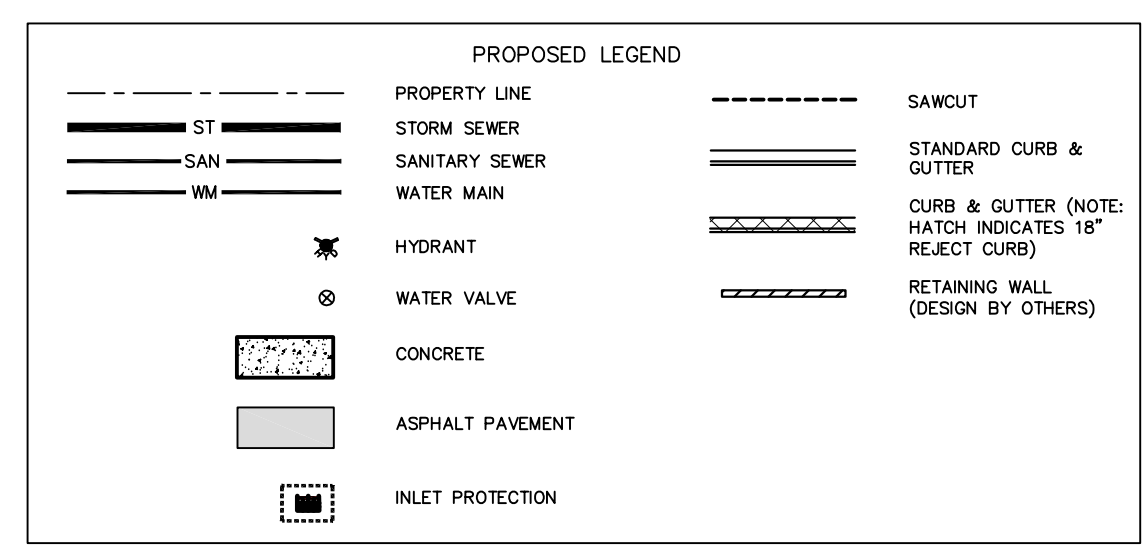 PROPOSED LEGEND
PROPERTY LINE
ST
STORM SEWER
SAN
SANITARY SEWER
WM
WATER MAIN
HYDRANT
WATER VALVE
CONCRETE
ASPHALT PAVEMENT
INLET PROTECTION
SAWCUT
STANDARD CURB &
GUTTER
CURB & GUTTER (NOTE:
HATCH INDICATES 18"
REJECT CURB)
RETAINING WALL
(DESIGN BY OTHERS)